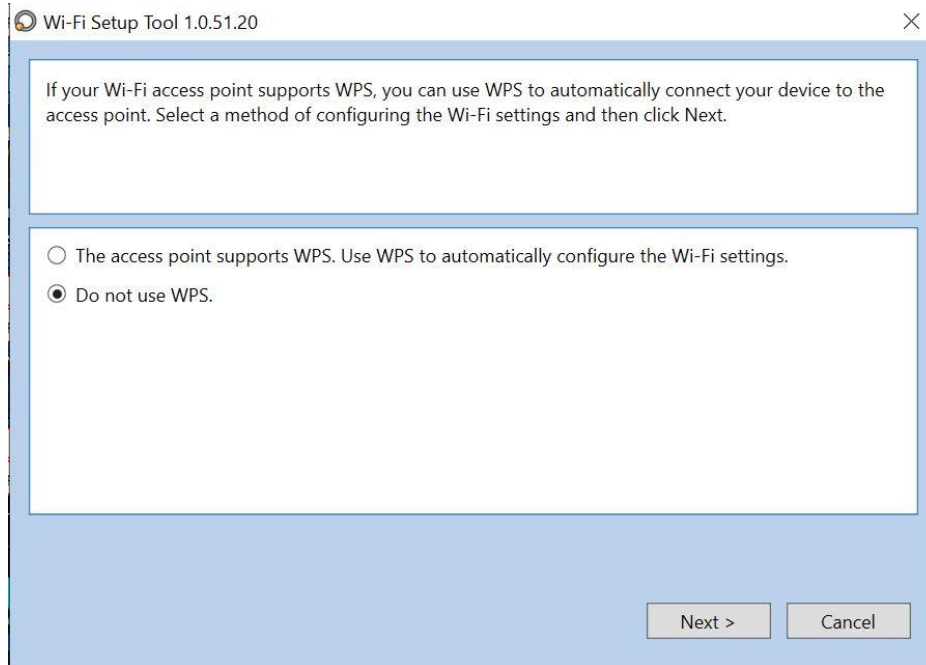 Wi-Fi Setup Tool 1.0.51.20
If your Wi-Fi access point supports WPS, you can use WPS to automatically connect your device to the
access point. Select a method of configuring the Wi-Fi settings and then click Next.
The access point supports WPS. Use WPS to automatically configure the Wi-Fi settings.
Do not use WPS.
Next > Cancel